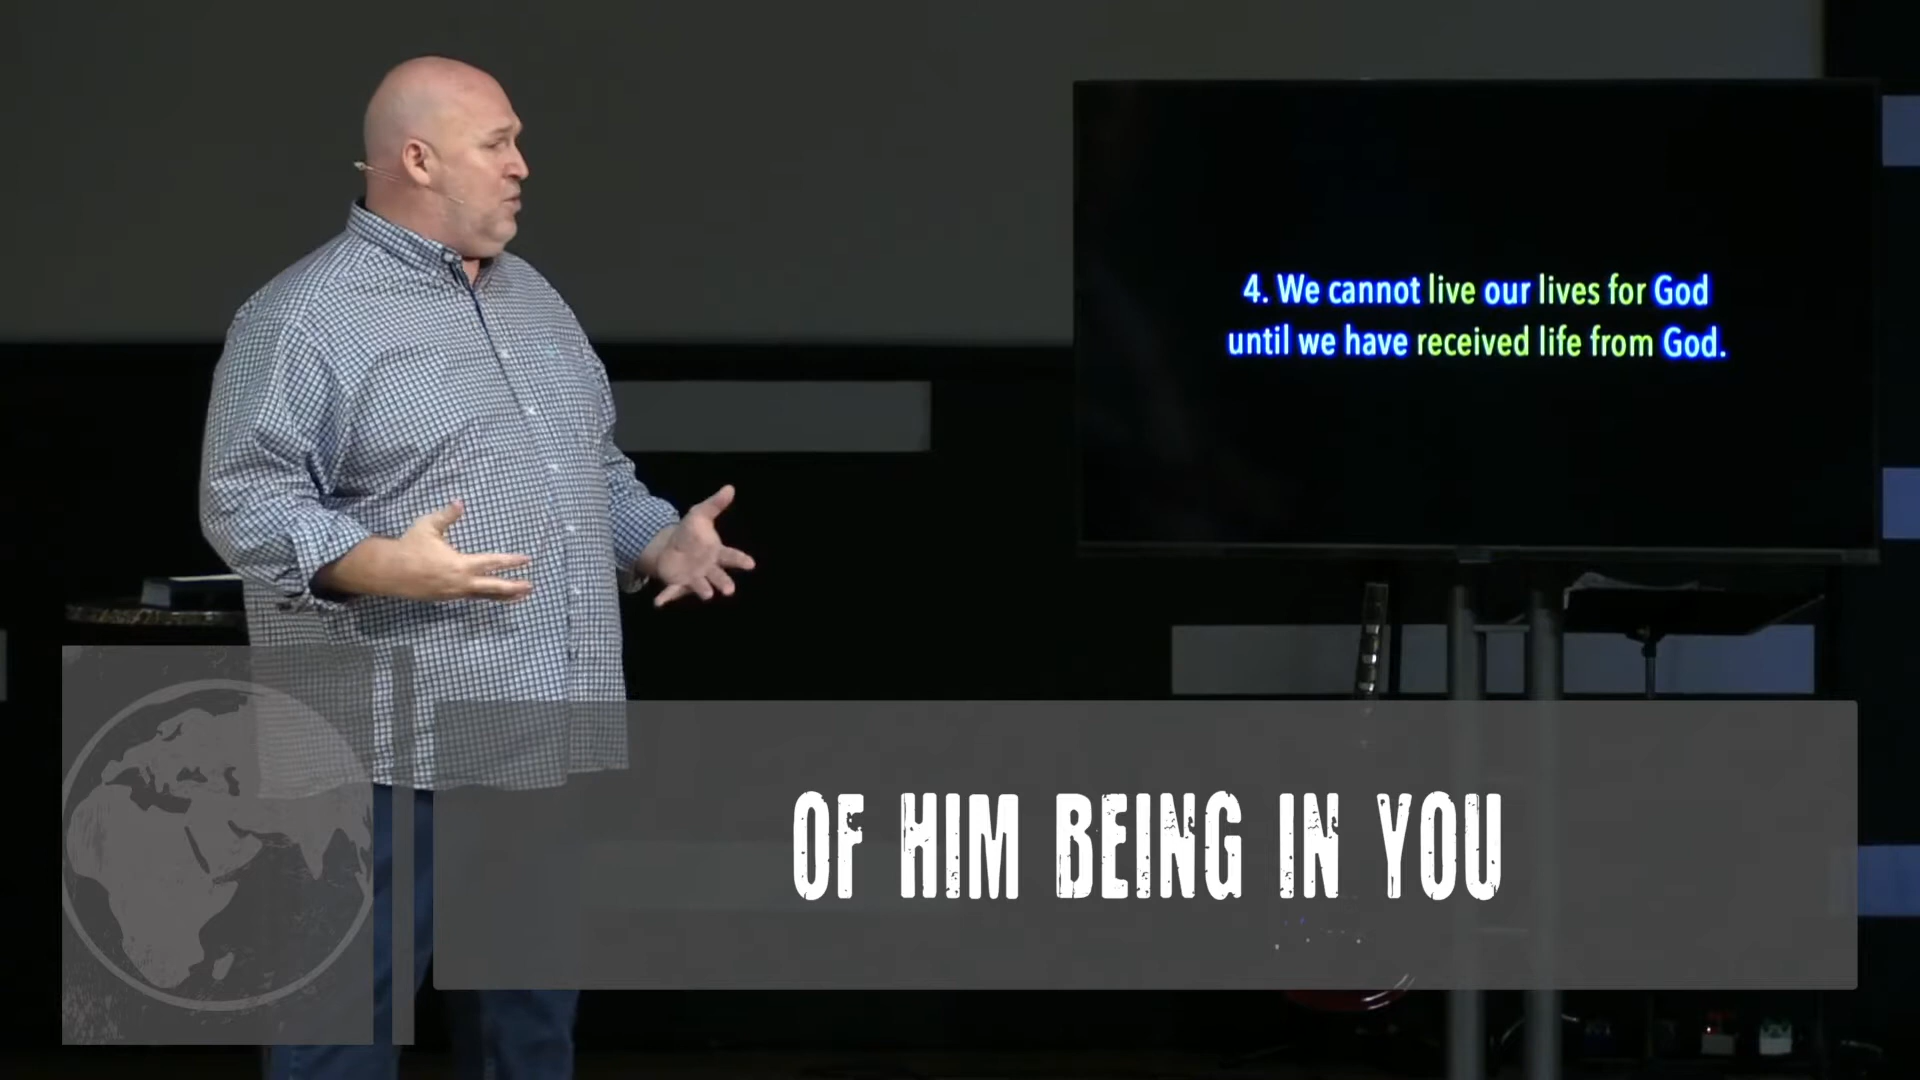 4. We cannot live our lives for God
until we have received life from God.
OF HIM BEING IN YOU